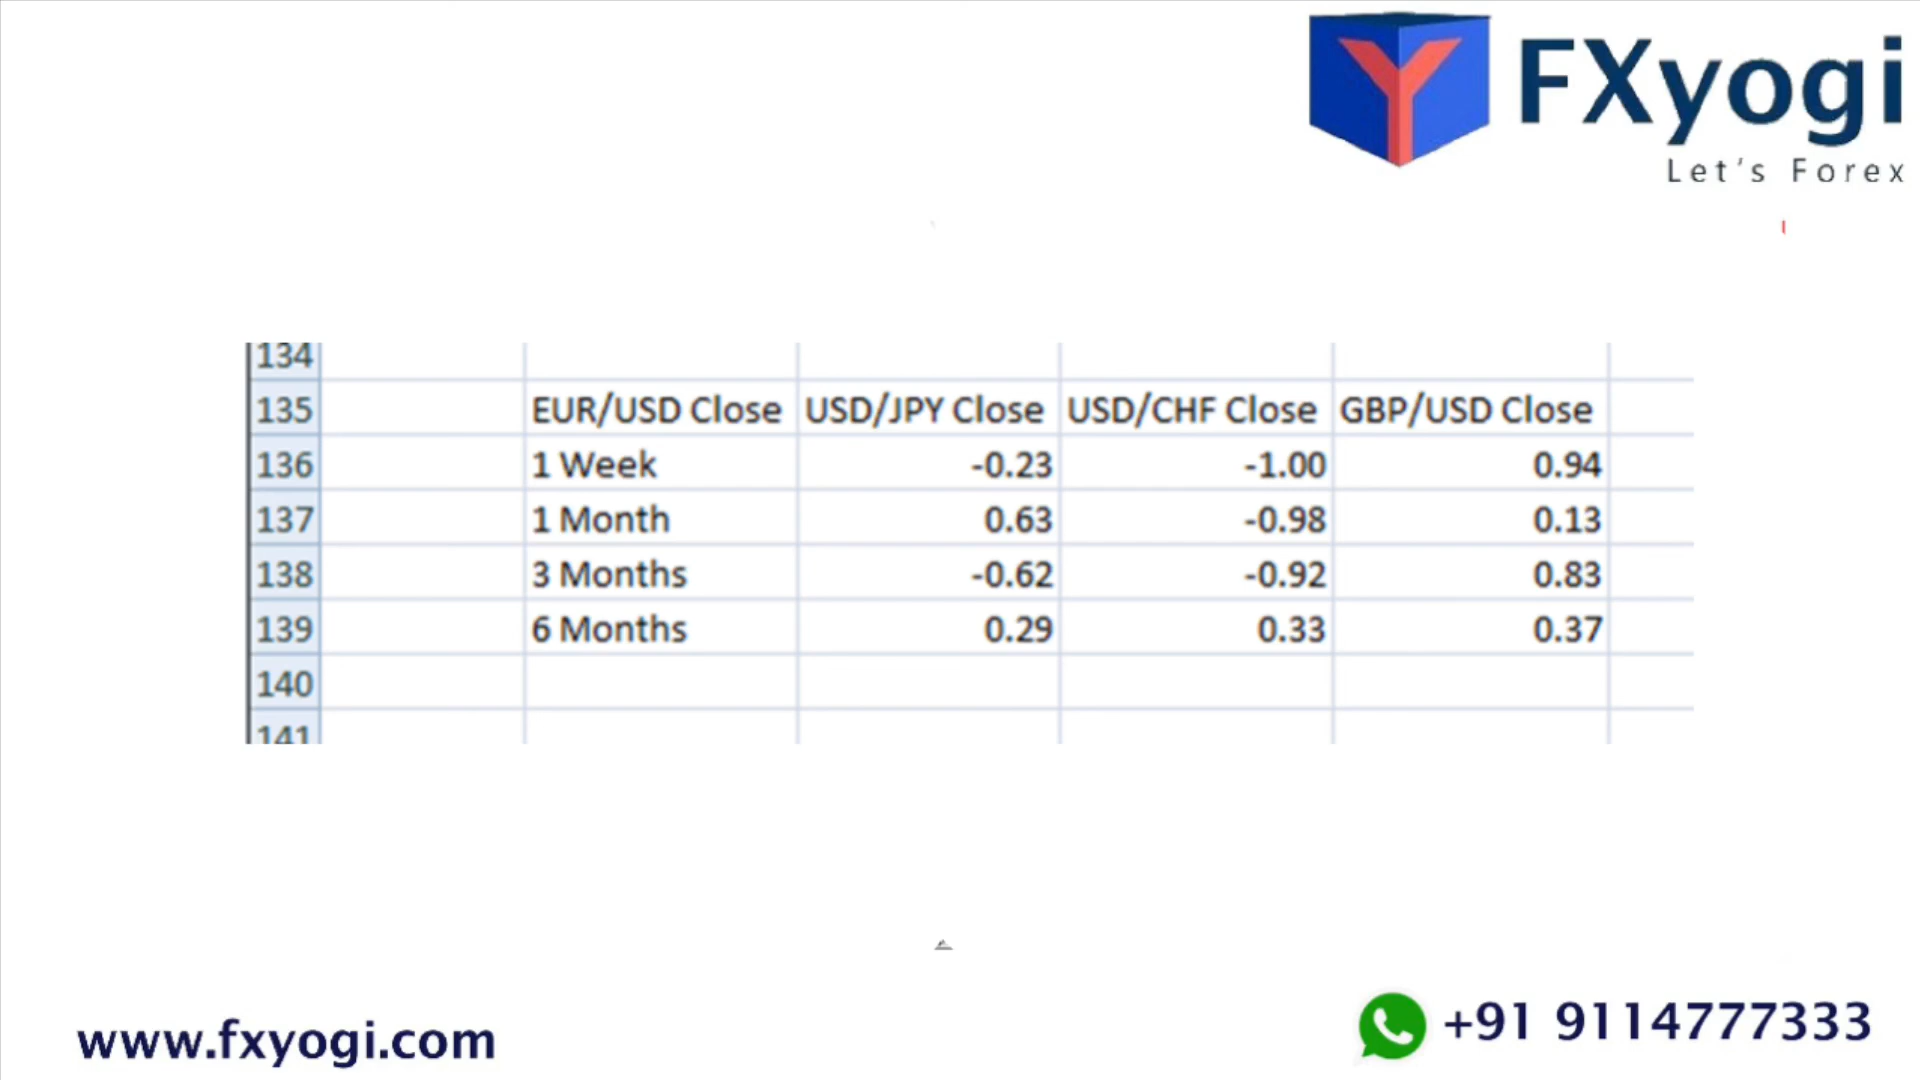 FXyogi
Let's Forex
134
135 EUR/USD Close USD/JPY Close USD/CHF Close GBP/USD Close
136 1 Week -0.23 -1.00 0.94
137 1 Month 0.63 -0.98 0.13
138 3 Months -0.62 -0.92 0.83
139 6 Months 0.29 0.33 0.37
140
141
www.fxyogi.com
+91 9114777333